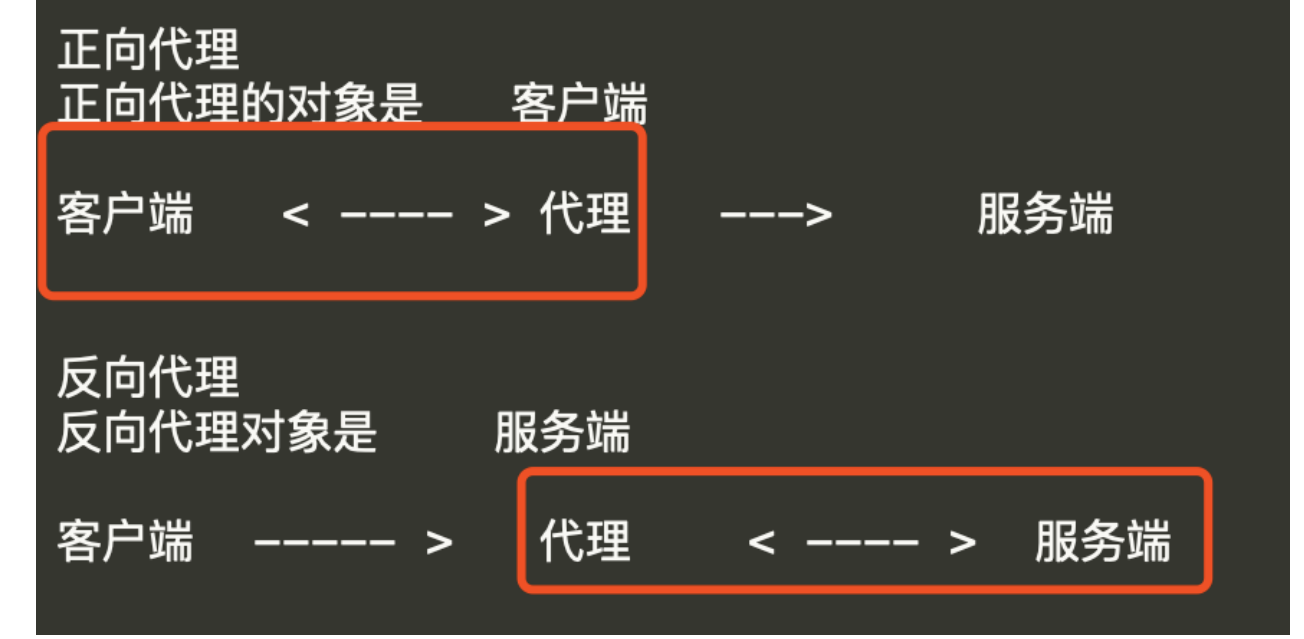 正向代理
正向代理的对象是 客户端
客户端 < ---- > 代理 ---> 服务端
反向代理
反向代理对象是 服务端
客户端 ----- > 代理 < ---- > 服务端